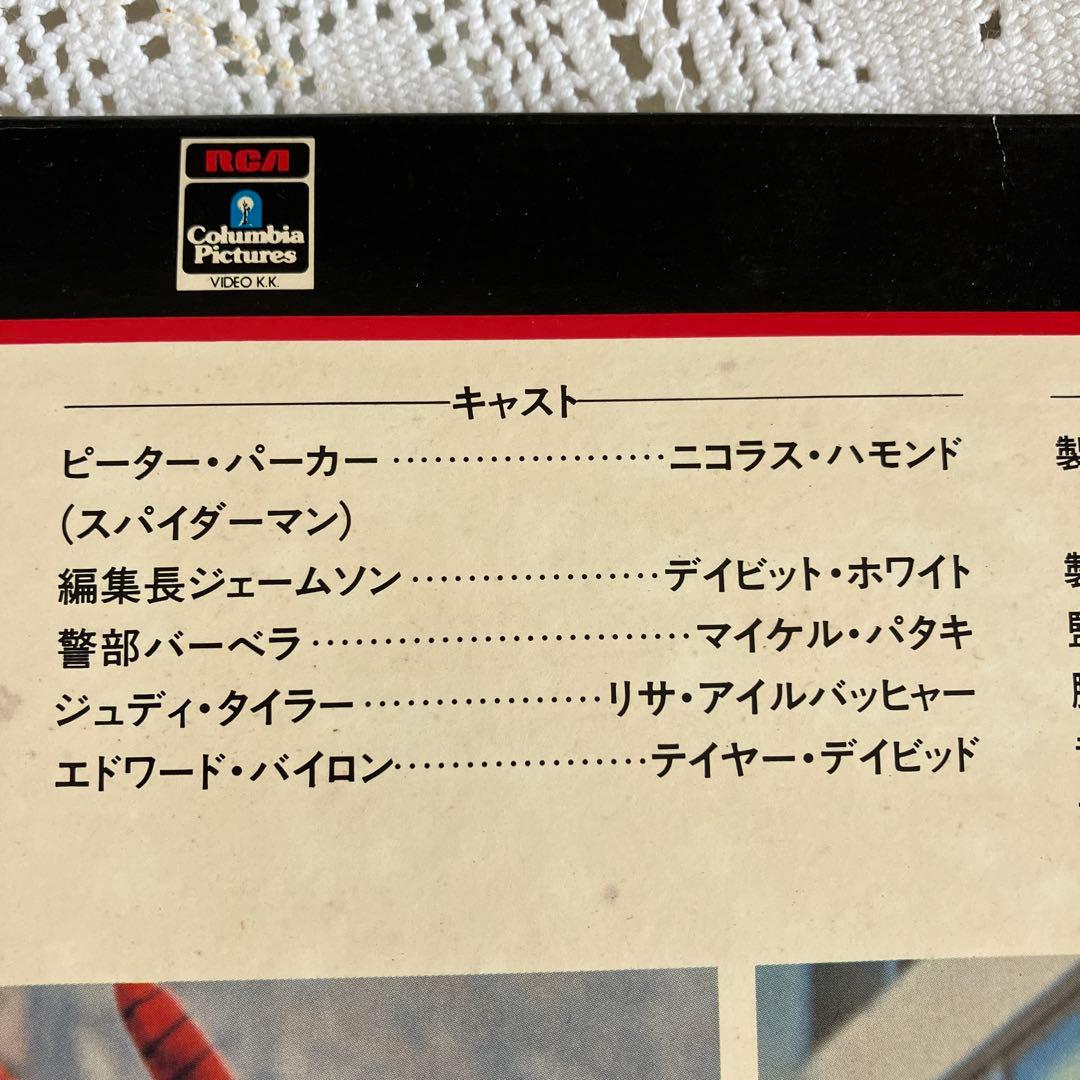 RCA
Columbia
Pictures
VIDEO K.K.
キャスト
ピーター・パーカー ………………… ニコラス・ハモンド
(スパイダーマン)
編集長ジェームソン ………………… デイビット・ホワイト
警部バーベラ ………………… マイケル・パタキ
ジュディ・タイラー ………………… リサ・アイルバッヒャー
エドワード・バイロン ………………… テイヤー・デイビッド
製
製
監